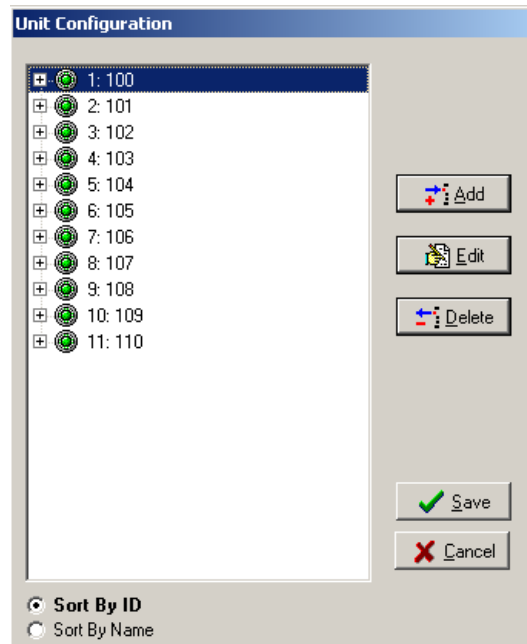 Unit Configuration
1: 100
2: 101
3: 102
4: 103
5: 104
6: 105
7: 106
8: 107
9: 108
10: 109
11: 110
Add
Edit
Delete
Save
Cancel
Sort By ID
Sort By Name